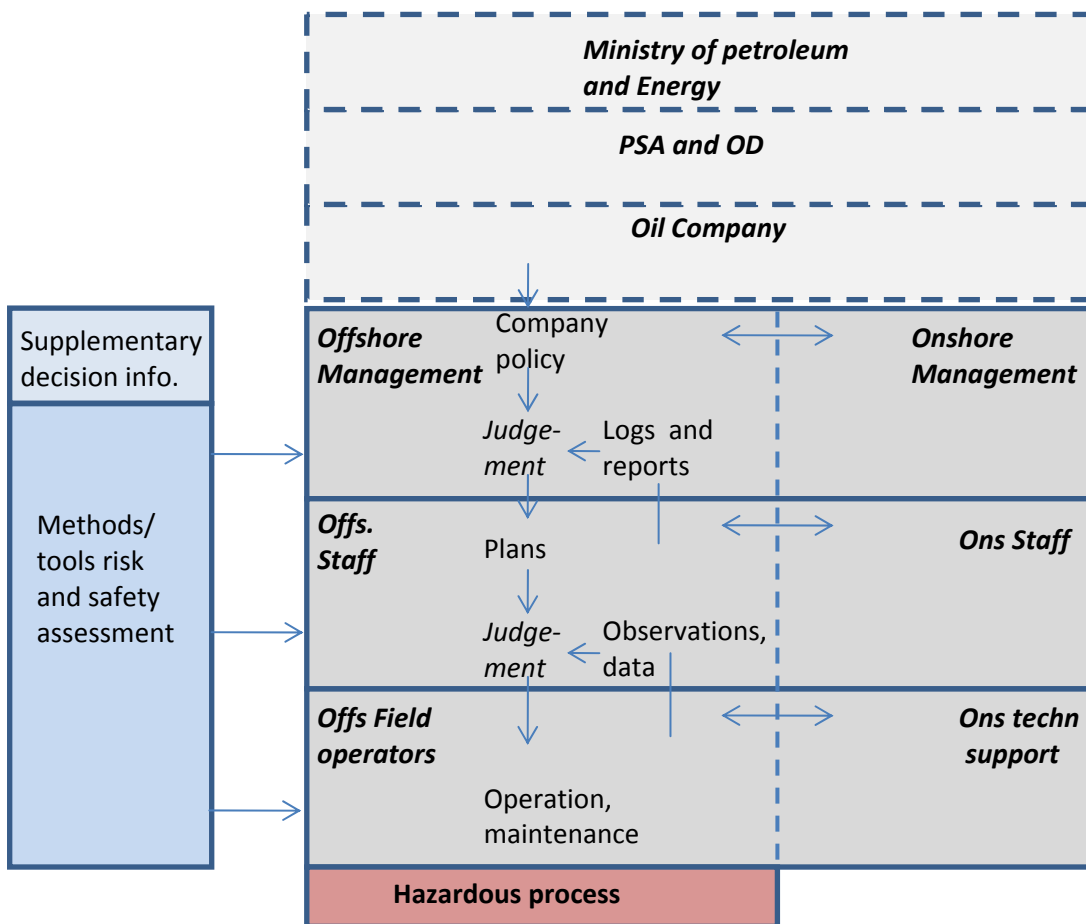 Ministry of petroleum
and Energy
PSA and OD
Oil Company
Supplementary
decision info.
Methods/
tools risk
and safety
assessment
Offshore
Management
Company
policy
Onshore
Management
Judge-
ment
Logs and
reports
Offs.
Staff
Plans
Ons Staff
Judge-
ment
Observations,
data
Offs Field
operators
Ons techn
support
Operation,
maintenance
Hazardous process